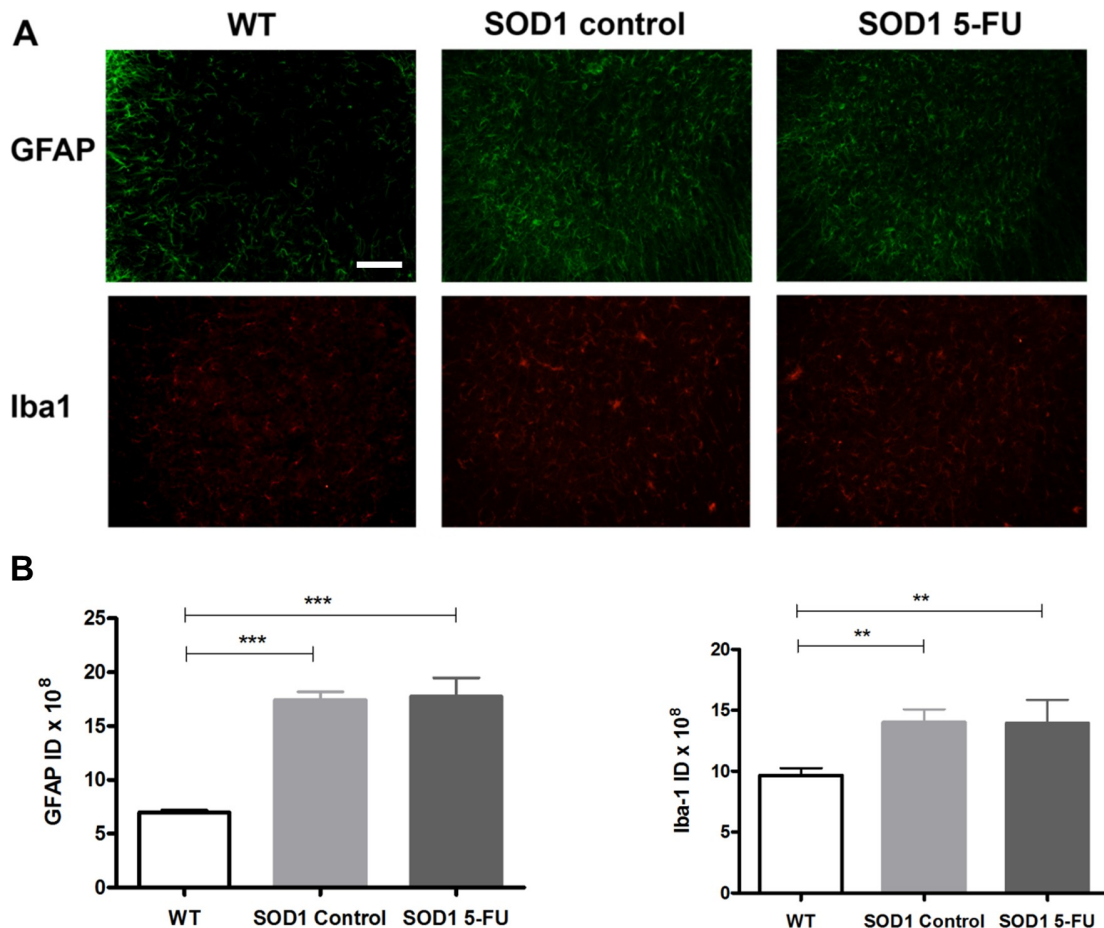 A
WT
SOD1 control
SOD1 5-FU
GFAP
Iba1
B
***
***
25
20
15
10
5
0
GFAP ID x 10⁸
WT
SOD1 Control
SOD1 5-FU
**
**
20
15
10
5
0
Iba-1 ID x 10⁸
WT
SOD1 Control
SOD1 5-FU